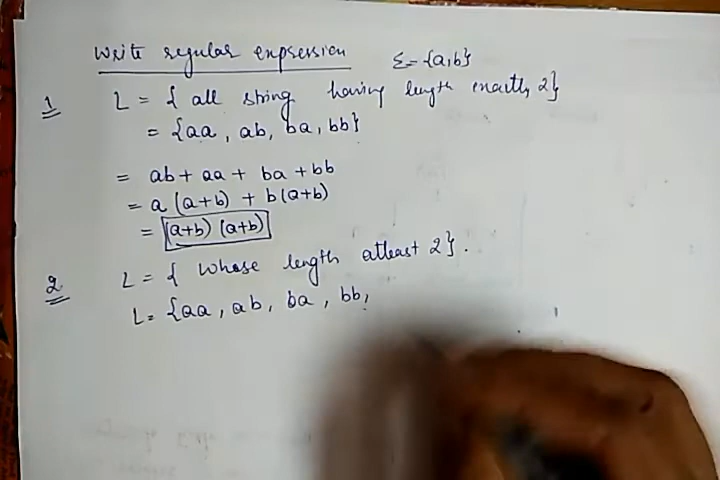 Write regular expression Σ = {a,b}
1 L = { all string having length exactly 2}
= {aa, ab, ba, bb}
= ab + aa + ba + bb
= a (a+b) + b(a+b)
= (a+b) (a+b)
2 L = { whose length atleast 2}.
L = {aa, ab, ba, bb,